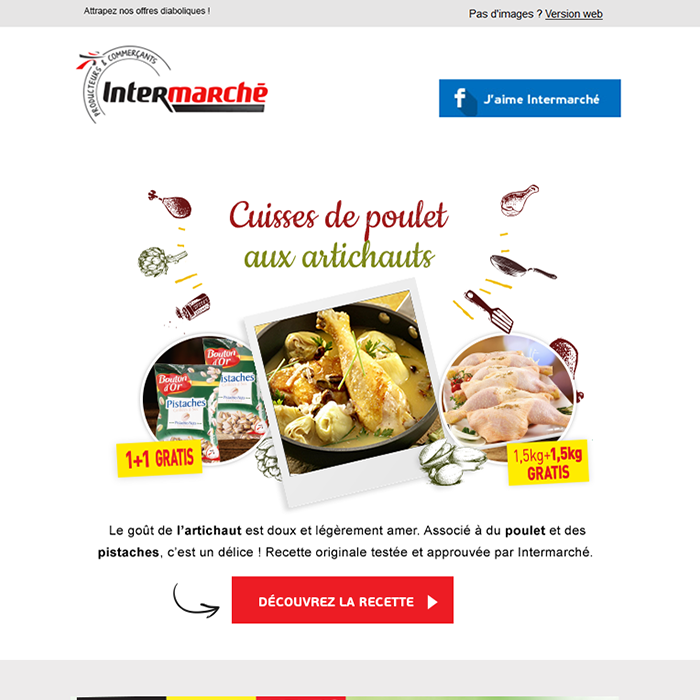 Attrapez nos offres diaboliques !
Pas d'images ? Version web
PRODUCTEURS & COMMERÇANTS
Intermarché
f J'aime Intermarché
Cuisses de poulet
aux artichauts
Bouton d'Or
Pistaches
Bouton d'Or
Pistaches
1+1 GRATIS
1,5kg+1,5kg
GRATIS
Le goût de l'artichaut est doux et légèrement amer. Associé à du poulet et des
pistaches, c'est un délice ! Recette originale testée et approuvée par Intermarché.
DÉCOUVREZ LA RECETTE